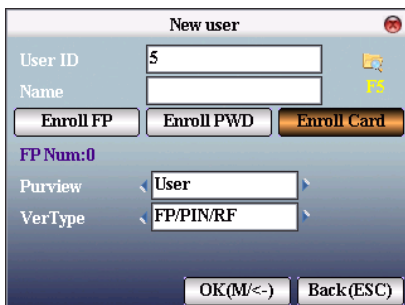 New user
User ID 5
Name F5
Enroll FP Enroll PWD Enroll Card
FP Num:0
Purview User
VerType FP/PIN/RF
OK(M/<-) Back(ESC)